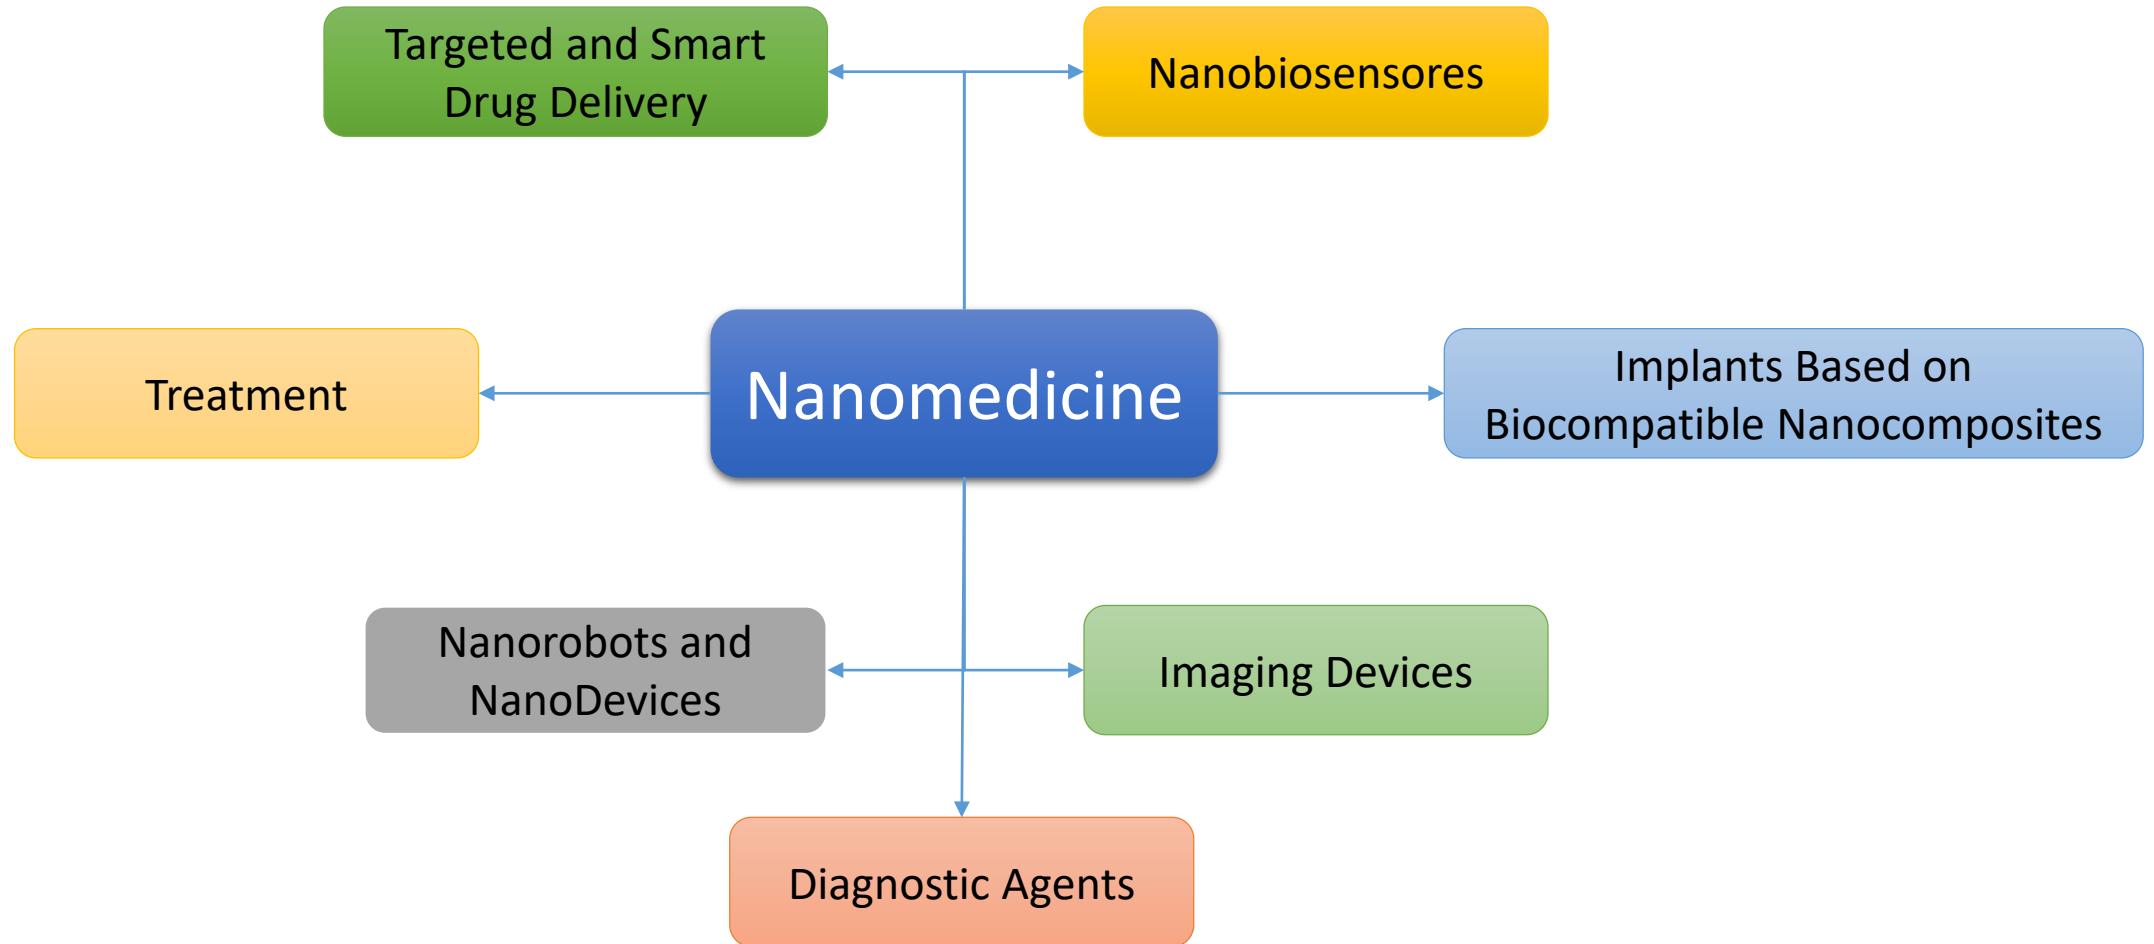 Targeted and Smart
Drug Delivery
Nanobiosensores
Treatment
Nanomedicine
Implants Based on
Biocompatible Nanocomposites
Nanorobots and
NanoDevices
Imaging Devices
Diagnostic Agents